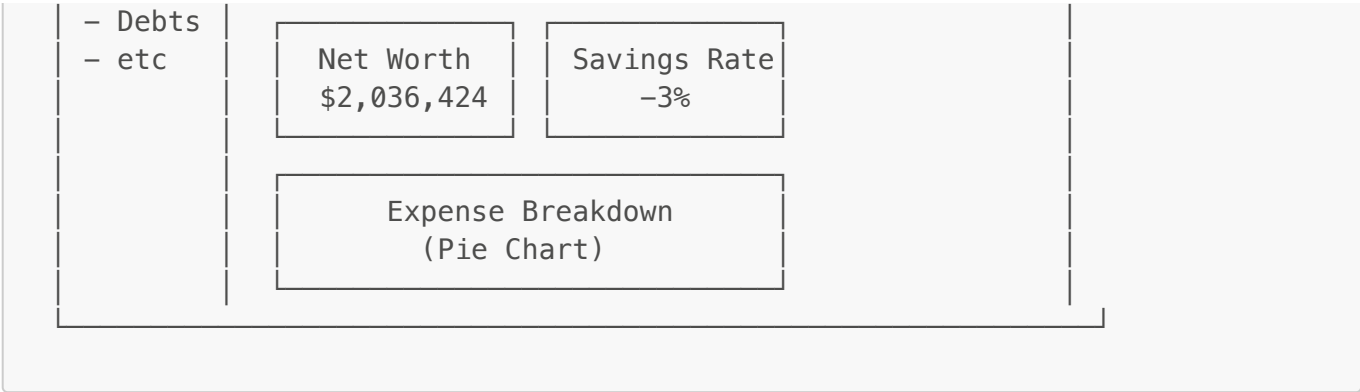 – Debts
– etc Net Worth Savings Rate
$2,036,424 –3%
Expense Breakdown
(Pie Chart)